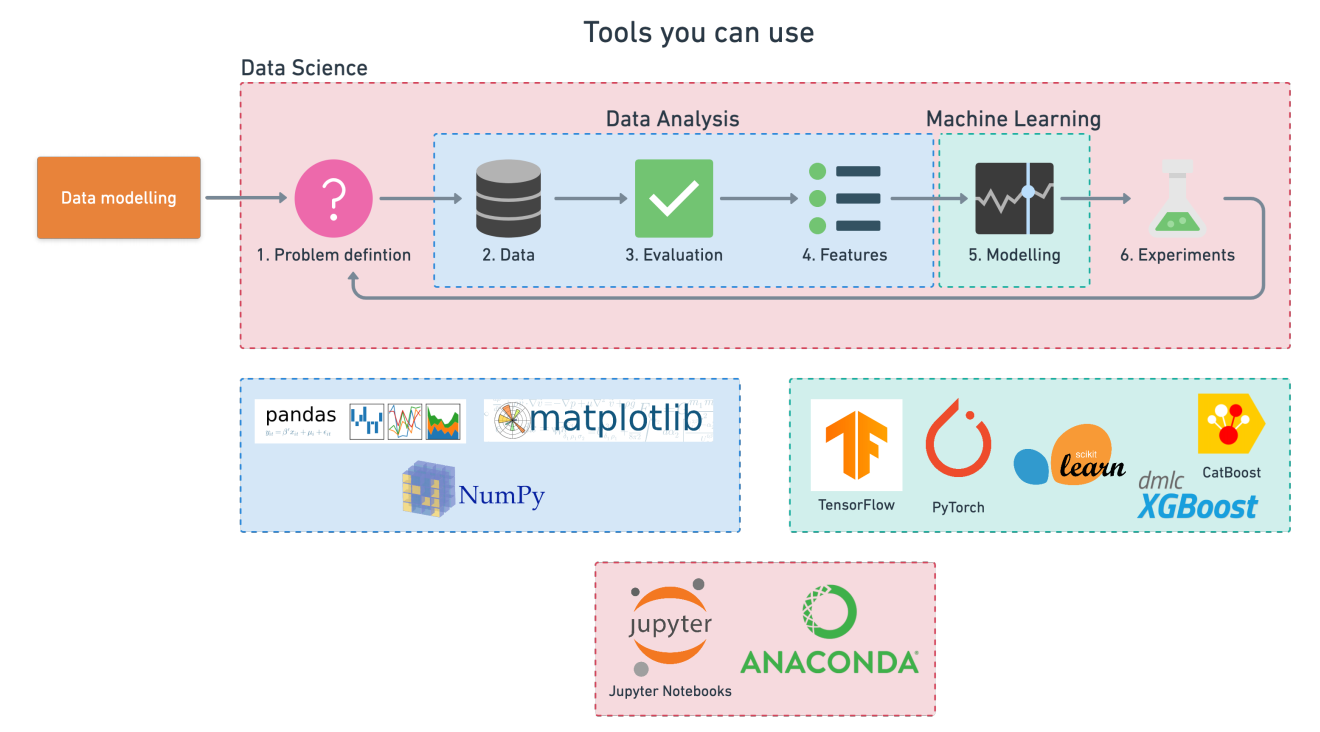 Tools you can use
Data Science
Data Analysis
Machine Learning
Data modelling
?
1. Problem defintion
2. Data
3. Evaluation
4. Features
5. Modelling
6. Experiments
pandas
matplotlib
NumPy
TensorFlow
PyTorch
scikit
learn
CatBoost
dmlc
XGBoost
jupyter
Jupyter Notebooks
ANACONDA